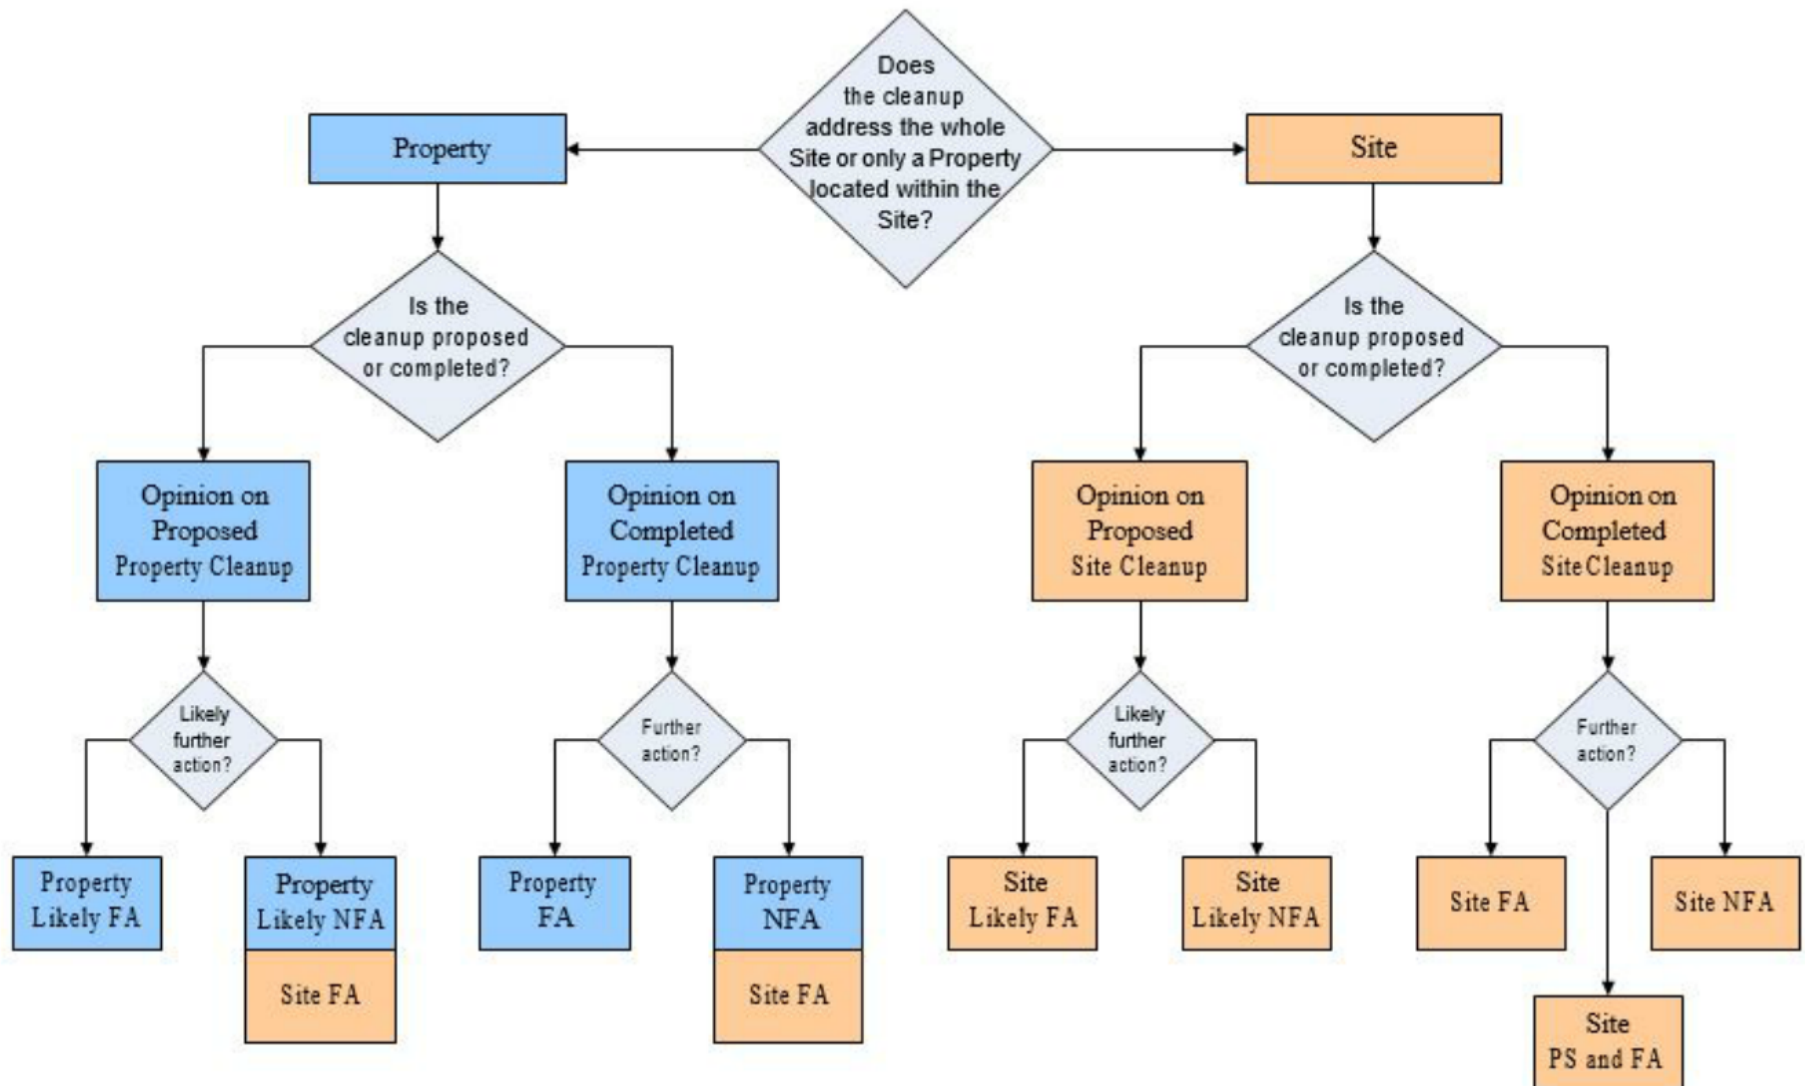 Does
the cleanup
address the whole
Site or only a Property
located within the
Site?
Property
Site
Is the
cleanup proposed
or completed?
Is the
cleanup proposed
or completed?
Opinion on
Proposed
Property Cleanup
Opinion on
Completed
Property Cleanup
Opinion on
Proposed
Site Cleanup
Opinion on
Completed
Site Cleanup
Likely
further
action?
Further
action?
Likely
further
action?
Further
action?
Property
Likely FA
Property
Likely NFA
Site FA
Property
FA
Property
NFA
Site FA
Site
Likely FA
Site
Likely NFA
Site FA
Site NFA
Site
PS and FA